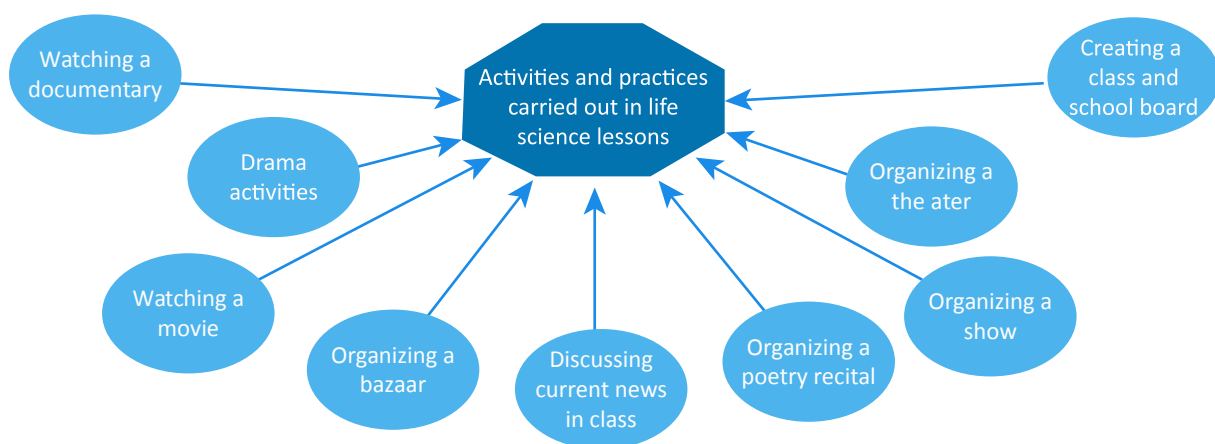 Watching a
documentary
Activities and practices
carried out in life
science lessons
Creating a
class and
school board
Drama
activities
Organizing a
the ater
Watching a
movie
Organizing a
show
Organizing a
bazaar
Discussing
current news
in class
Organizing a
poetry recital